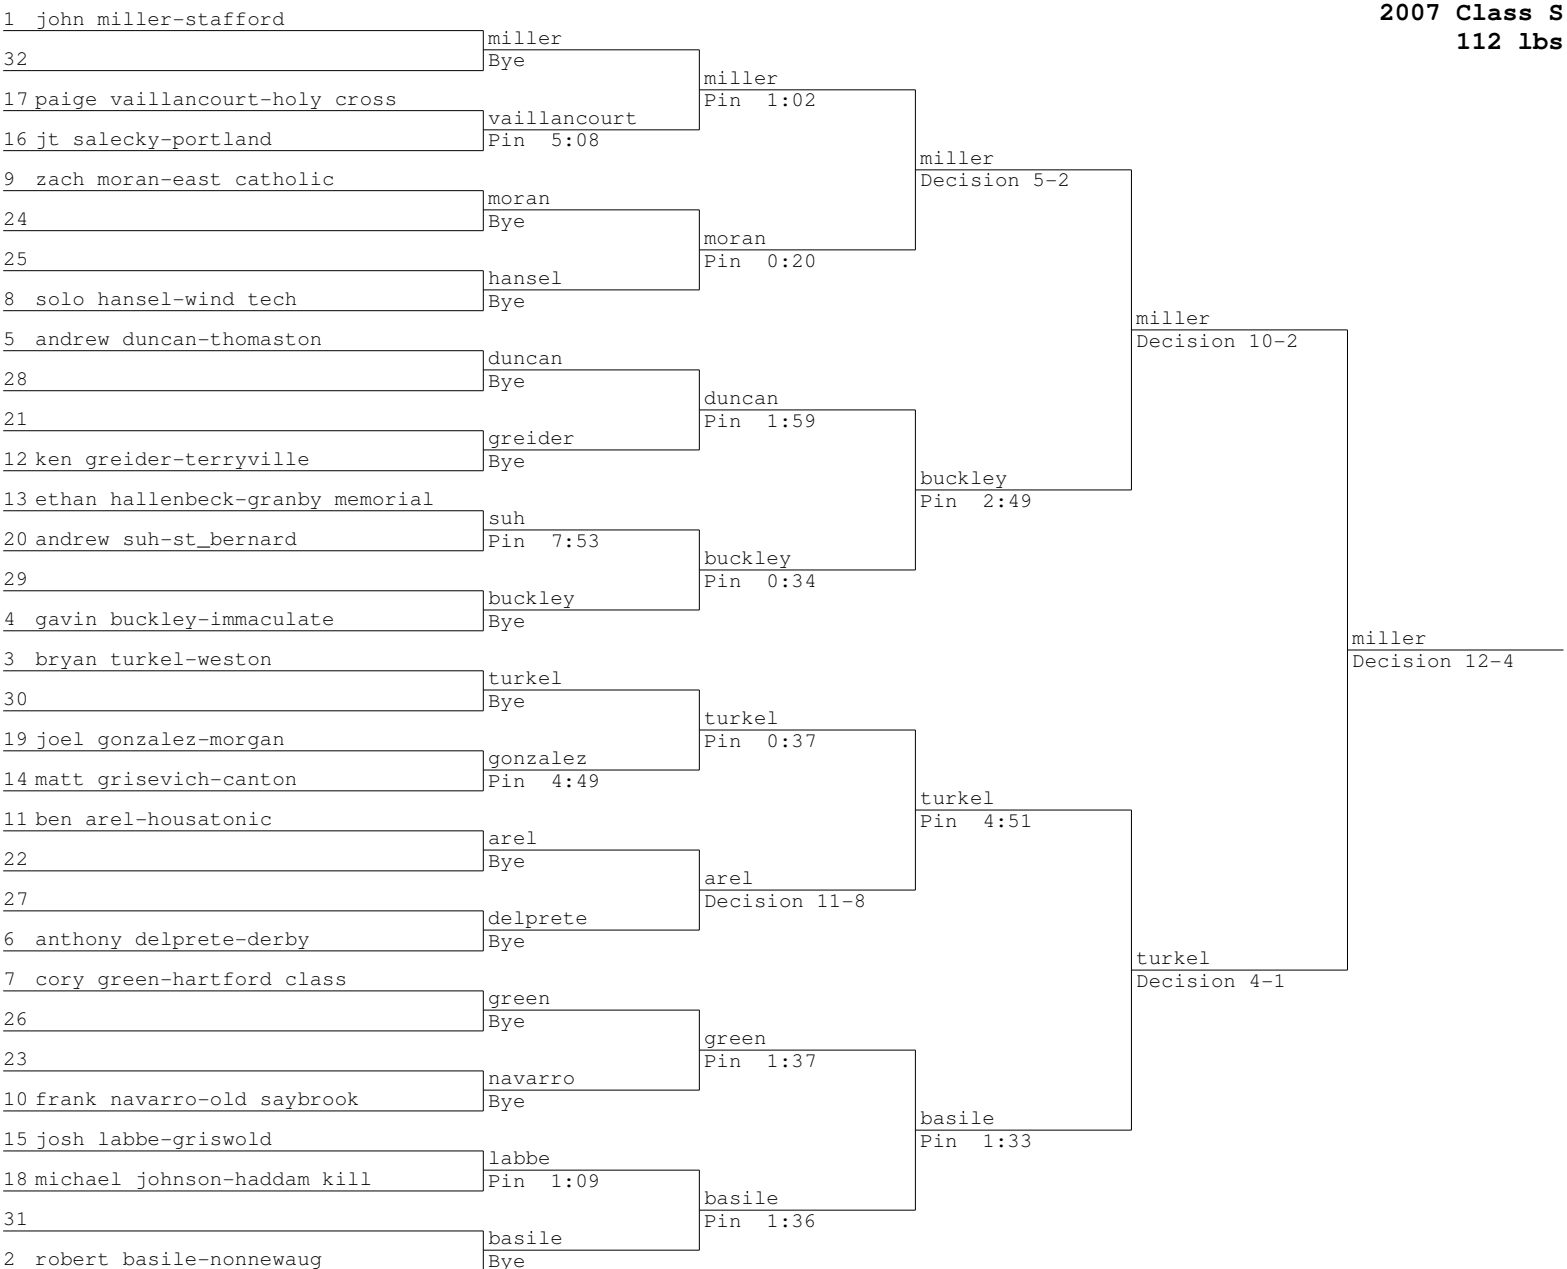 2007 Class S
112 lbs
1 john miller-stafford
32
17 paige vaillancourt-holy cross
16 jt salecky-portland
9 zach moran-east catholic
24
25
8 solo hansel-wind tech
5 andrew duncan-thomaston
28
21
12 ken greider-terryville
13 ethan hallenbeck-granby memorial
20 andrew suh-st_bernard
29
4 gavin buckley-immaculate
3 bryan turkel-weston
30
19 joel gonzalez-morgan
14 matt grisevich-canton
11 ben arel-housatonic
22
27
6 anthony delprete-derby
7 cory green-hartford class
26
23
10 frank navarro-old saybrook
15 josh labbe-griswold
18 michael johnson-haddam kill
31
2 robert basile-nonnewaug
miller
Bye
vaillancourt
Pin 5:08
moran
Bye
hansel
Bye
duncan
Bye
greider
Bye
suh
Pin 7:53
buckley
Bye
turkel
Bye
gonzalez
Pin 4:49
arel
Bye
delprete
Bye
green
Bye
navarro
Bye
labbe
Pin 1:09
basile
Bye
miller
Pin 1:02
moran
Pin 0:20
duncan
Pin 1:59
buckley
Pin 0:34
turkel
Pin 0:37
arel
Decision 11-8
green
Pin 1:37
basile
Pin 1:36
miller
Decision 5-2
buckley
Pin 2:49
turkel
Pin 4:51
basile
Pin 1:33
miller
Decision 10-2
turkel
Decision 4-1
miller
Decision 12-4